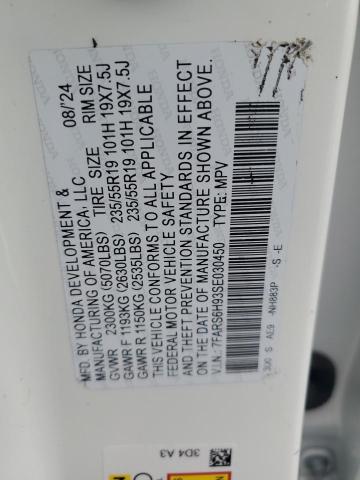 MFD. BY HONDA DEVELOPMENT & 08/24
MANUFACTURING OF AMERICA, LLC
TIRE SIZE RIM SIZE
GVWR 2300KG (5070LBS)
GAWR F 1193KG (2630LBS) 235/55R19 101H 19X7.5J
GAWR R 1150KG (2535LBS) 235/55R19 101H 19X7.5J
THIS VEHICLE CONFORMS TO ALL APPLICABLE
FEDERAL MOTOR VEHICLE SAFETY
AND THEFT PREVENTION STANDARDS IN EFFECT
ON THE DATE OF MANUFACTURE SHOWN ABOVE.
V.I.N.: 7FARS6H93SE030450 TYPE: MPV
-NH883P -S -E
3D4 A3